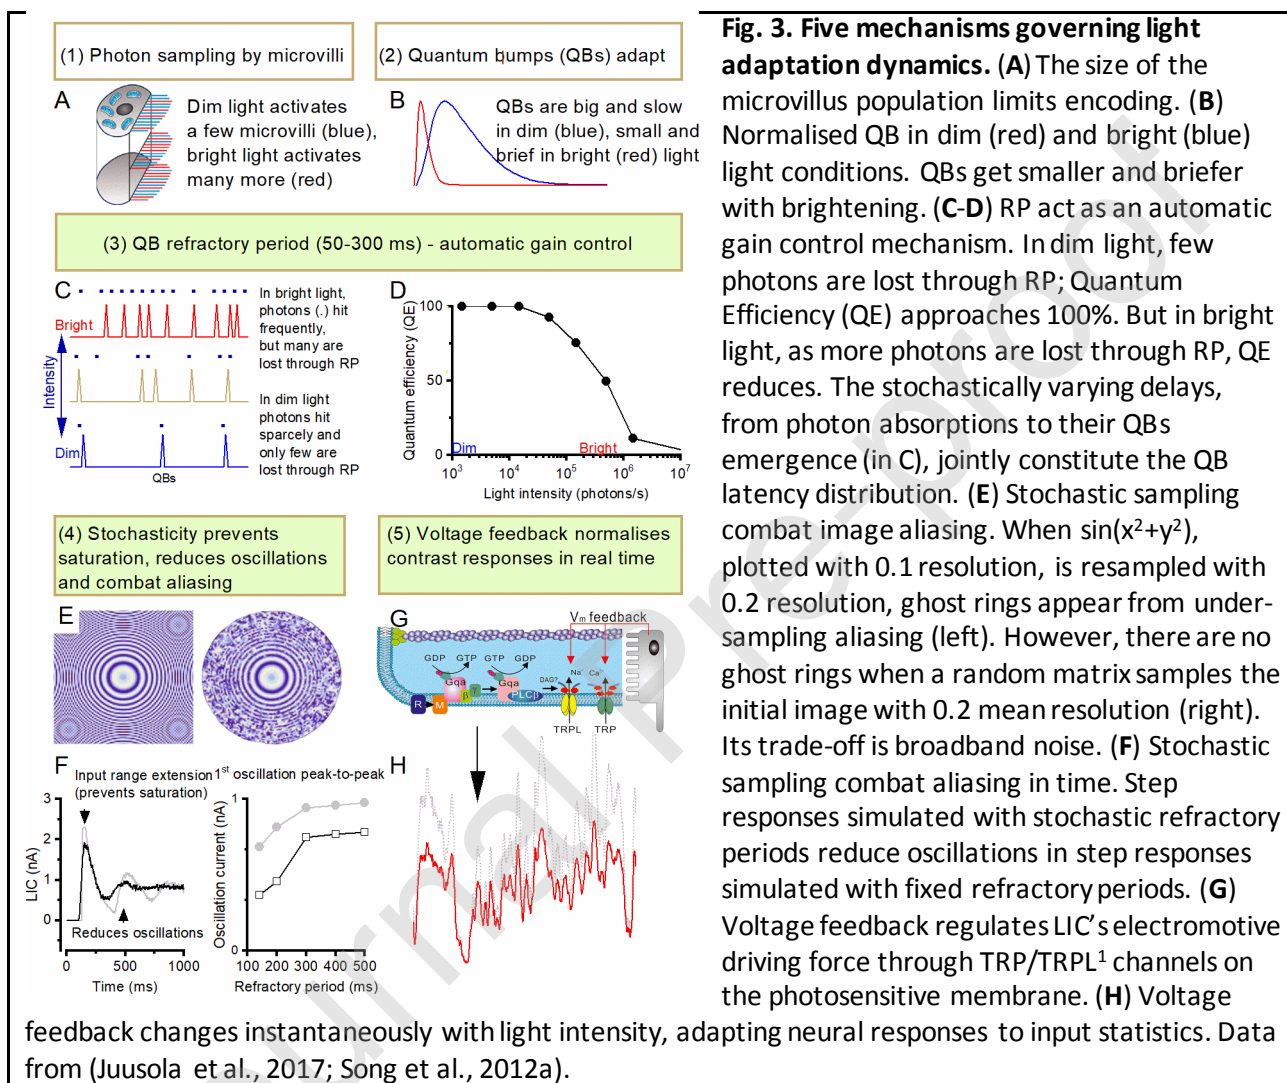 (1) Photon sampling by microvilli
(2) Quantum bumps (QBs) adapt
A
Dim light activates
a few microvilli (blue),
bright light activates
many more (red)
B
QBs are big and slow
in dim (blue), small and
brief in bright (red) light
(3) QB refractory period (50-300 ms) - automatic gain control
C
Bright
Intensity
Dim
QBs
In bright light,
photons (.) hit
frequently,
but many are
lost through RP
In dim light
photons hit
sparcely and
only few are
lost through RP
D
Quantum efficiency (QE)
100
50
0
Dim
Bright
10³ 10⁴ 10⁵ 10⁶ 10⁷
Light intensity (photons/s)
(4) Stochasticity prevents
saturation, reduces oscillations
and combat aliasing
(5) Voltage feedback normalises
contrast responses in real time
E
G
Vm feedback
GDP GTP GTP GDP
DAG? Na⁺ Ca²⁺
Gqa Gqa
β γ PLCβ
R M
TRPL TRP
F
Input range extension
(prevents saturation)
LIC (nA)
3
2
1
0
Reduces oscillations
0 500 1000
Time (ms)
1st oscillation peak-to-peak
Oscillation current (nA)
1
0
100 200 300 400 500
Refractory period (ms)
H
Fig. 3. Five mechanisms governing light
adaptation dynamics. (A) The size of the
microvillus population limits encoding. (B)
Normalised QB in dim (red) and bright (blue)
light conditions. QBs get smaller and briefer
with brightening. (C-D) RP act as an automatic
gain control mechanism. In dim light, few
photons are lost through RP; Quantum
Efficiency (QE) approaches 100%. But in bright
light, as more photons are lost through RP, QE
reduces. The stochastically varying delays,
from photon absorptions to their QBs
emergence (in C), jointly constitute the QB
latency distribution. (E) Stochastic sampling
combat image aliasing. When sin(x²+y²),
plotted with 0.1 resolution, is resampled with
0.2 resolution, ghost rings appear from under-
sampling aliasing (left). However, there are no
ghost rings when a random matrix samples the
initial image with 0.2 mean resolution (right).
Its trade-off is broadband noise. (F) Stochastic
sampling combat aliasing in time. Step
responses simulated with stochastic refractory
periods reduce oscillations in step responses
simulated with fixed refractory periods. (G)
Voltage feedback regulates LIC's electromotive
driving force through TRP/TRPL¹ channels on
the photosensitive membrane. (H) Voltage
feedback changes instantaneously with light intensity, adapting neural responses to input statistics. Data
from (Juusola et al., 2017; Song et al., 2012a).
urnal Pre-proof